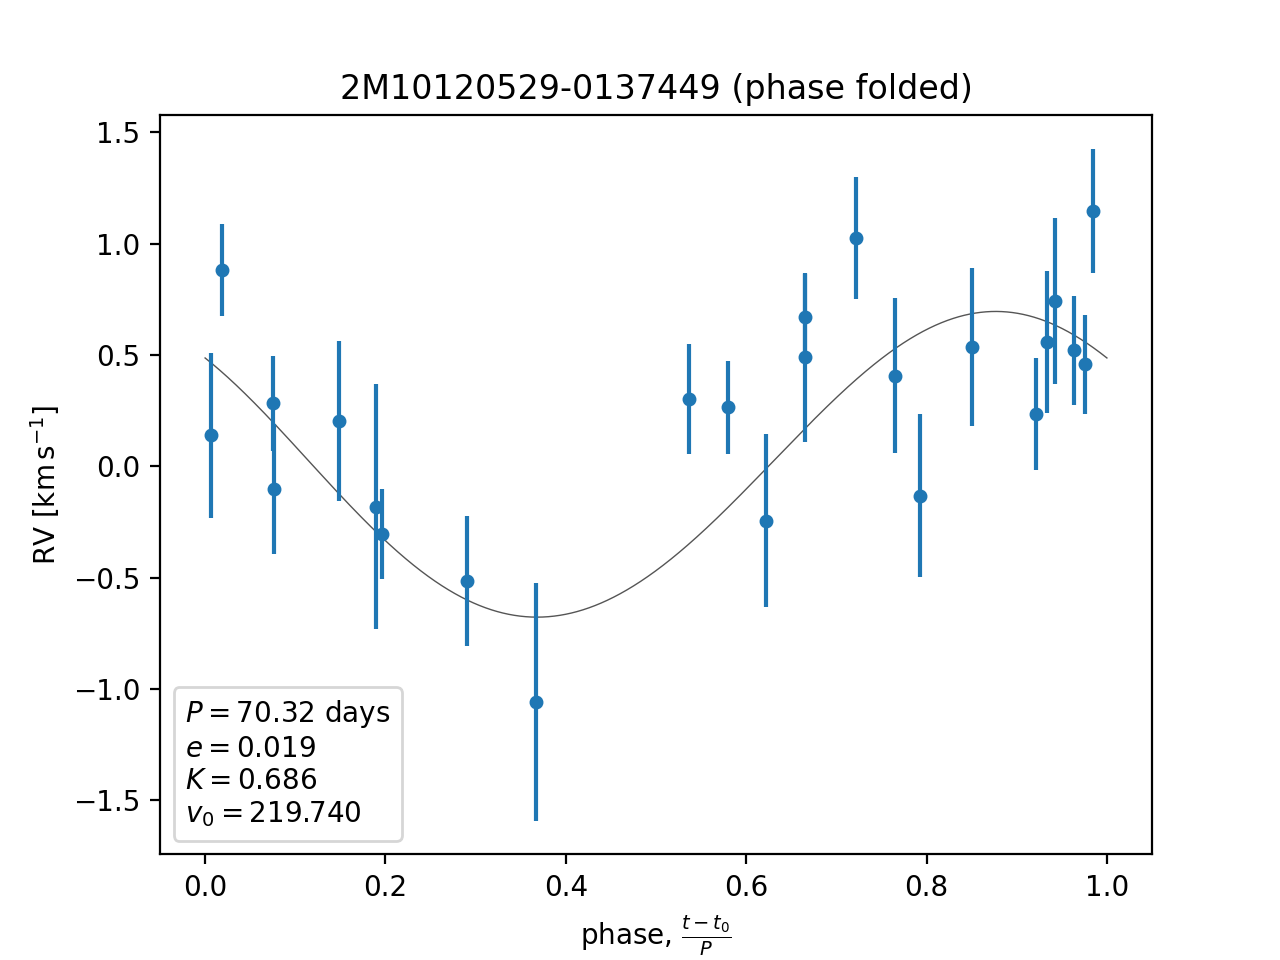 2M10120529-0137449 (phase folded)
1.5
1.0
0.5
0.0
−0.5
−1.0
−1.5
RV [km s⁻¹]
P = 70.32 days
e = 0.019
K = 0.686
v₀ = 219.740
0.0 0.2 0.4 0.6 0.8 1.0
phase, (t − t₀)/P